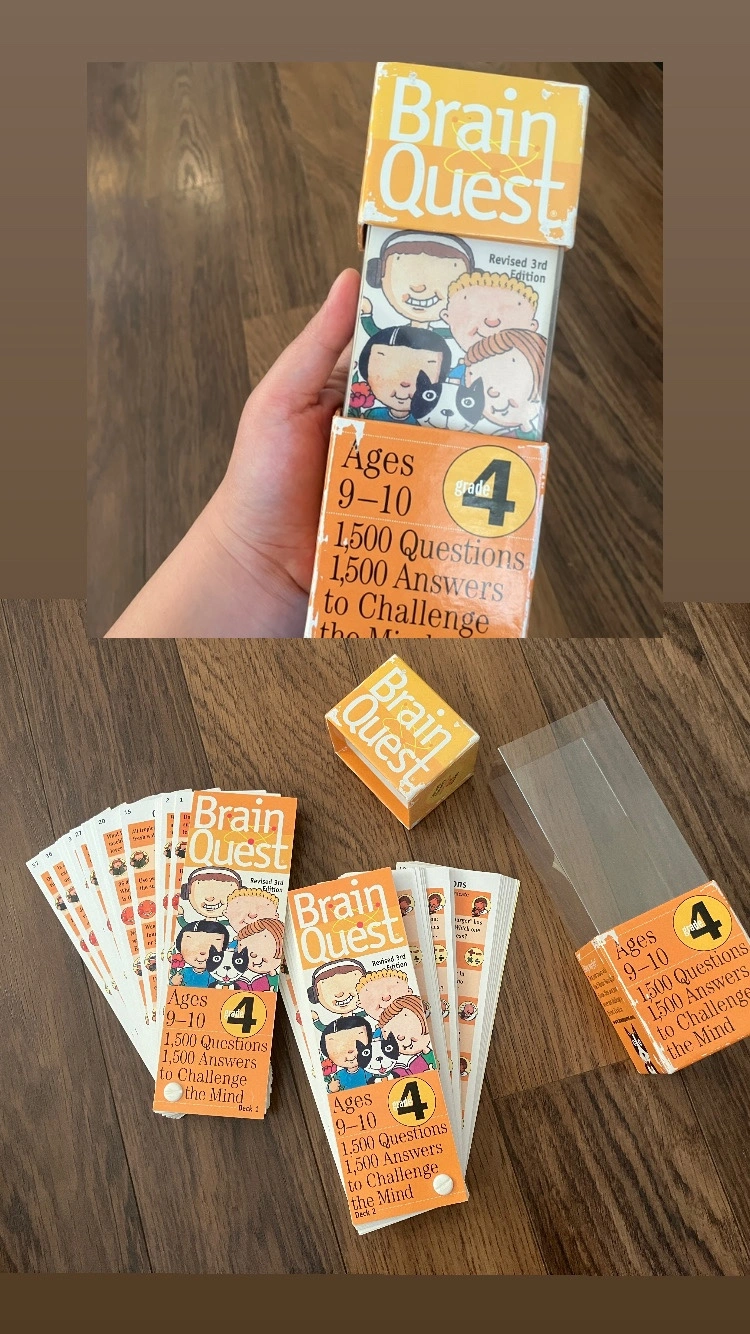 Brain
Quest
Revised 3rd
Edition
Ages
9–10
grade 4
1,500 Questions
1,500 Answers
to Challenge
the Mind
Brain
Quest
Brain
Quest
Revised 3rd
Edition
Ages
9–10
grade 4
1,500 Questions
1,500 Answers
to Challenge
the Mind
Deck 1
Brain
Quest
Revised 3rd
Edition
Ages
9–10
grade 4
1,500 Questions
1,500 Answers
to Challenge
the Mind
Deck 2
Ages
9–10
grade 4
1,500 Questions
1,500 Answers
to Challenge
the Mind